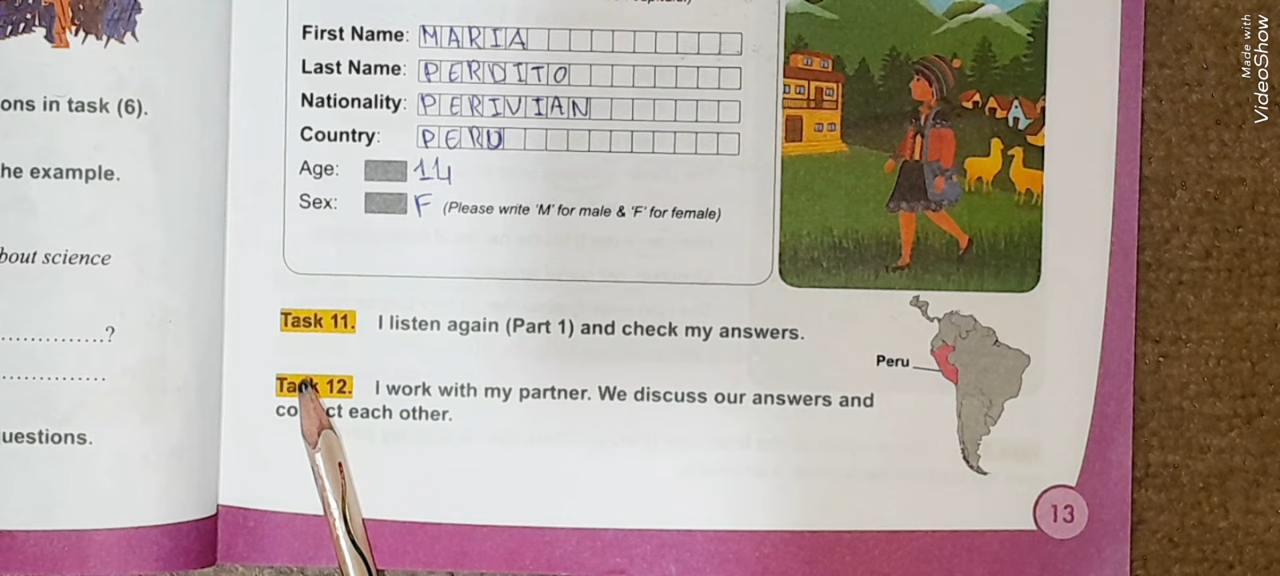 First Name: MARIA
Last Name: PERDITO
Nationality: PERIVIAN
Country: PERU
Age: 14
Sex: F (Please write 'M' for male & 'F' for female)
ons in task (6).
he example.
bout science
..............?
..............
uestions.
Task 11. I listen again (Part 1) and check my answers.
Peru
Task 12. I work with my partner. We discuss our answers and
each other.
13
Made with
VideoShow